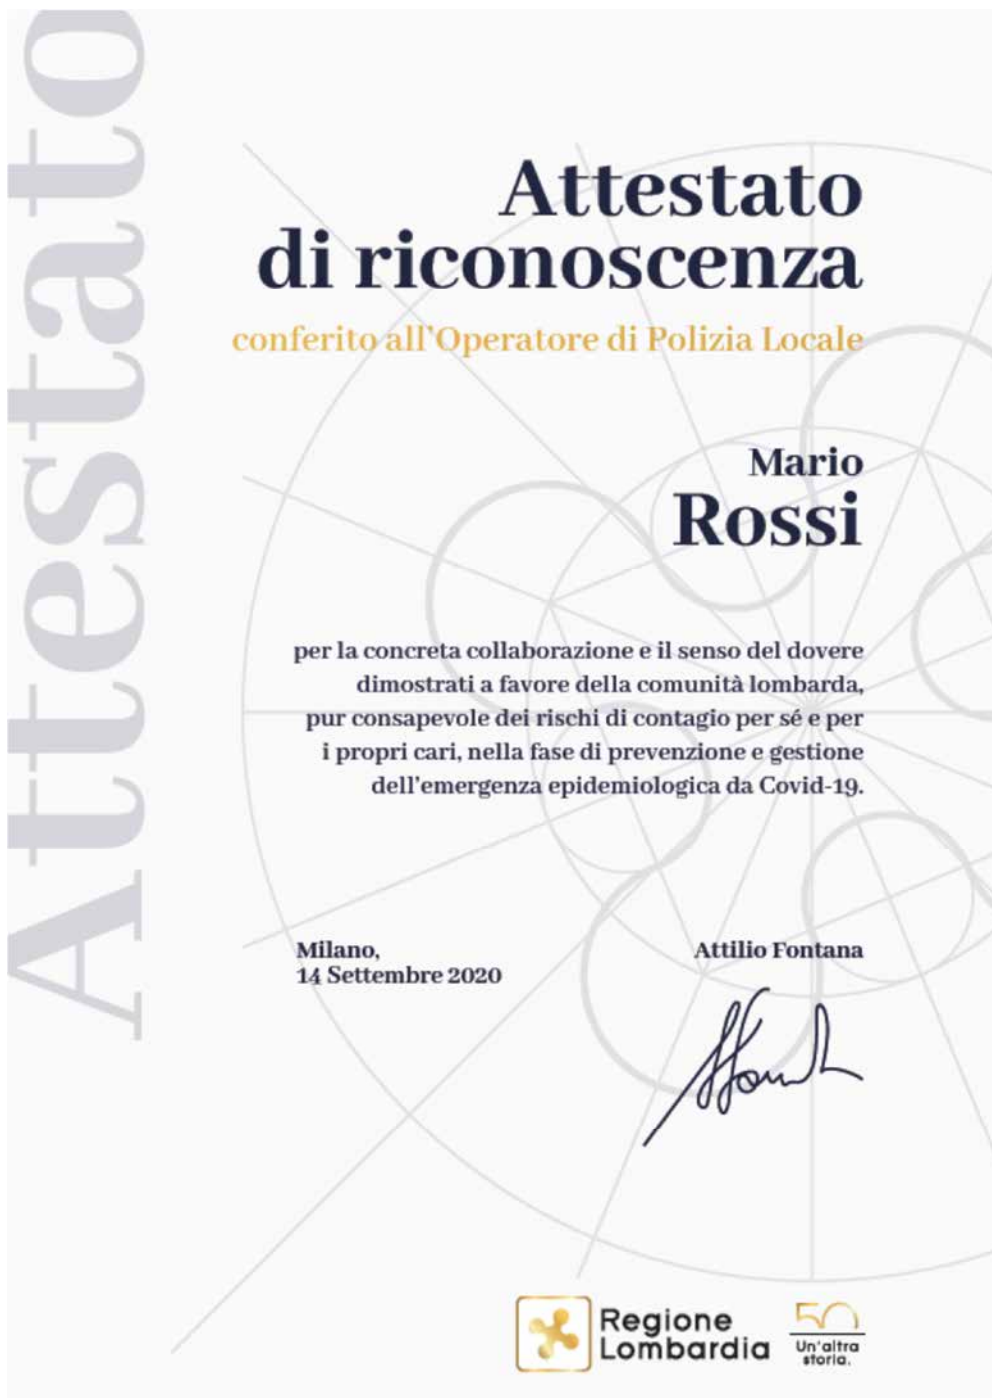 Attestato
Attestato
di riconoscenza
conferito all'Operatore di Polizia Locale
Mario
Rossi
per la concreta collaborazione e il senso del dovere
dimostrati a favore della comunità lombarda,
pur consapevole dei rischi di contagio per sé e per
i propri cari, nella fase di prevenzione e gestione
dell'emergenza epidemiologica da Covid-19.
Milano,
14 Settembre 2020
Attilio Fontana
Regione
Lombardia
50
Un'altra
storia.